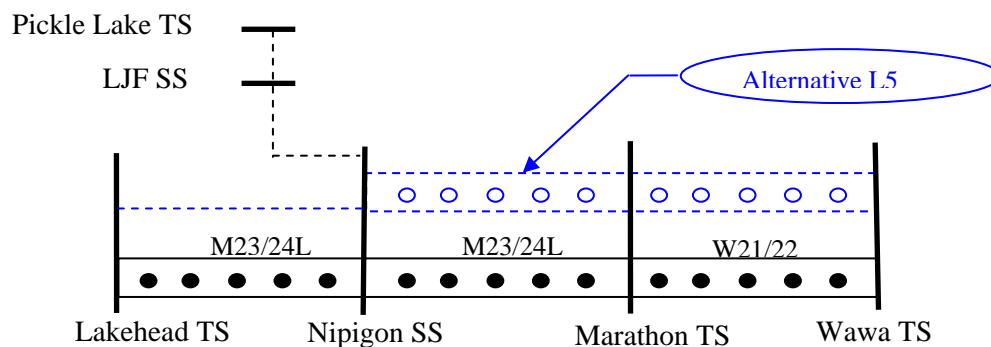 Pickle Lake TS
LJF SS
Alternative L5
M23/24L
M23/24L
W21/22
Lakehead TS
Nipigon SS
Marathon TS
Wawa TS